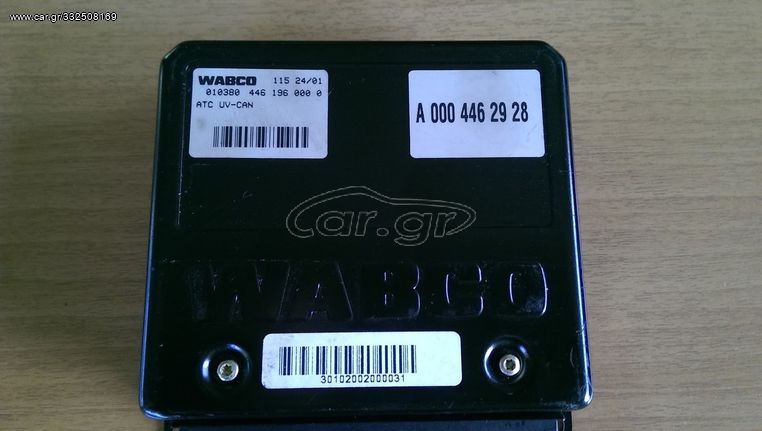 www.car.gr/332508169
WABCO 115 24/01
010380 446 196 000 0
ATC UV-CAN
A 000 446 29 28
car.gr
WABCO
30102002000031